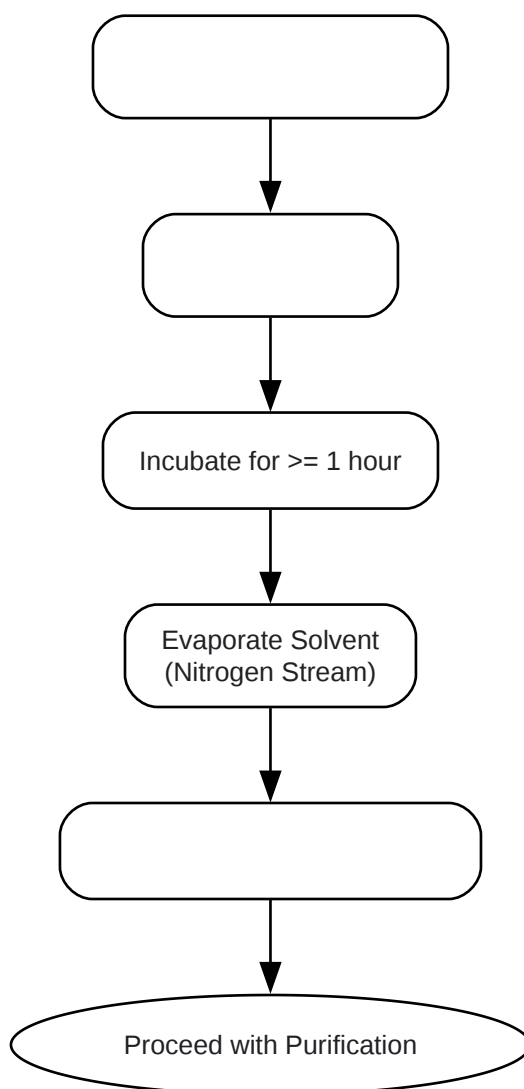 Incubate for >= 1 hour
Evaporate Solvent
(Nitrogen Stream)
Proceed with Purification